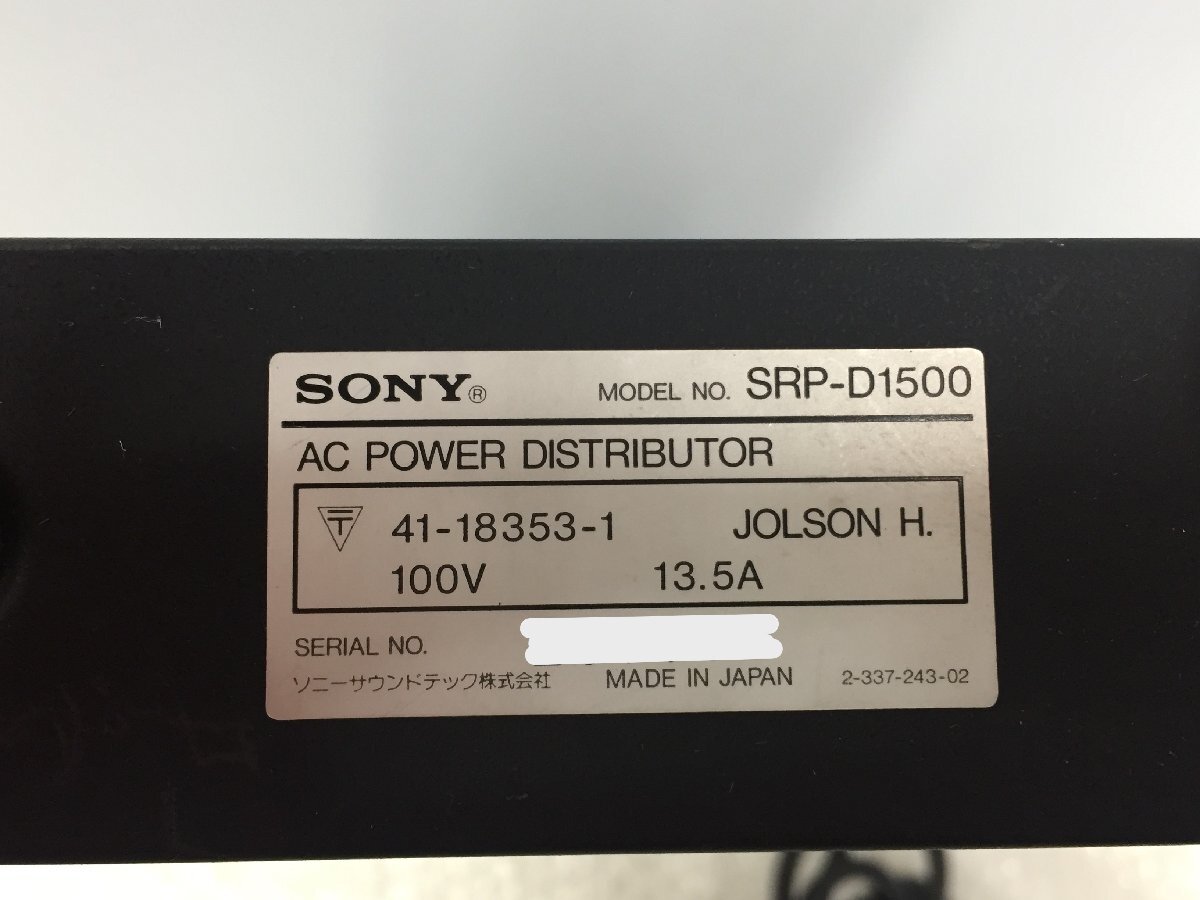 SONY® MODEL NO. SRP-D1500
AC POWER DISTRIBUTOR
41-18353-1 JOLSON H.
100V 13.5A
SERIAL NO.
ソニーサウンドテック株式会社 MADE IN JAPAN 2-337-243-02